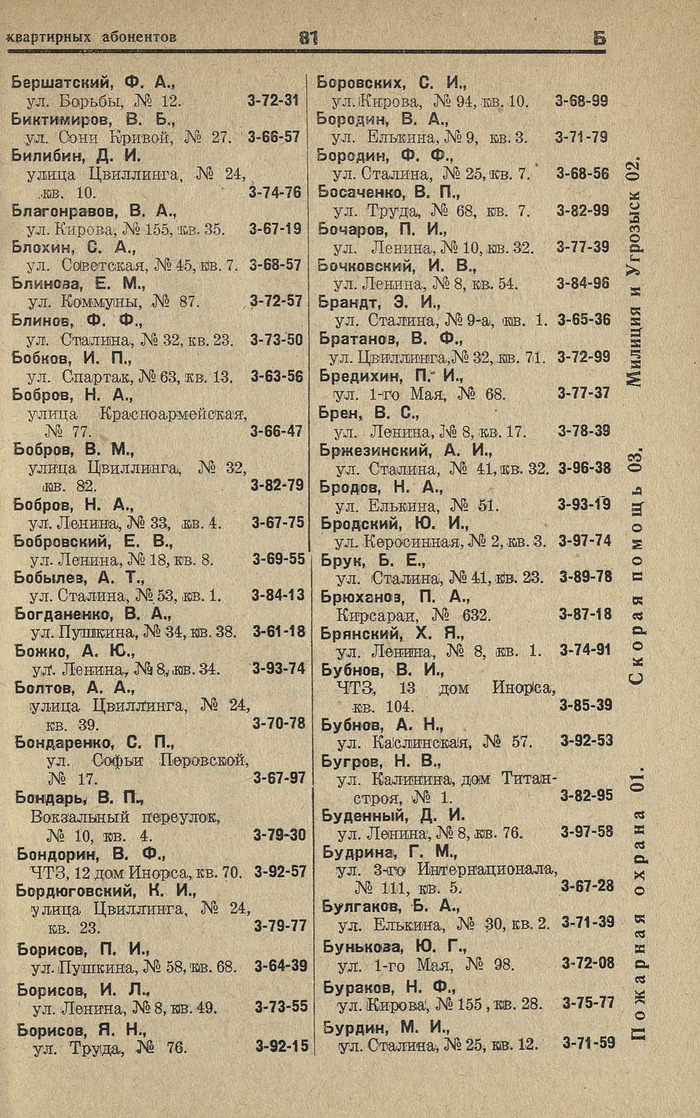 квартирных абонентов 81 Б
Бершатский, Ф. А.,
ул. Борьбы, № 12. 3-72-31
Биктимиров, В. Б.,
ул. Сони Кривой, № 27. 3-66-57
Билибин, Д. И.
улица Цвиллинга, № 24,
кв. 10. 3-74-76
Благонравов, В. А.,
ул. Кирова, № 155, кв. 35. 3-67-19
Блохин, С. А.,
ул. Советская, № 45, кв. 7. 3-68-57
Блинова, Е. М.,
ул. Коммуны, № 87. 3-72-57
Блинов, Ф. Ф.,
ул. Сталина, № 32, кв. 23. 3-73-50
Бобков, И. П.,
ул. Спартак, № 63, кв. 13. 3-63-56
Бобров, Н. А.,
улица Красноармейская,
№ 77. 3-66-47
Бобров, В. М.,
улица Цвиллинга, № 32,
кв. 82. 3-82-79
Бобров, Н. А.,
ул. Ленина, № 33, кв. 4. 3-67-75
Бобровский, Е. В.,
ул. Ленина, № 18, кв. 8. 3-69-55
Бобылев, А. Т.,
ул. Сталина, № 53, кв. 1. 3-84-13
Богданенко, В. А.,
ул. Пушкина, № 34, кв. 38. 3-61-18
Божко, А. Ю.,
ул. Ленина, № 8, кв. 34. 3-93-74
Болтов, А. А.,
улица Цвиллинга, № 24,
кв. 39. 3-70-78
Бондаренко, С. П.,
ул. Софьи Перовской,
№ 17. 3-67-97
Бондарь, В. П.,
Вокзальный переулок,
№ 10, кв. 4. 3-79-30
Бондорин, В. Ф.,
ЧТЗ, 12 дом Инорса, кв. 70. 3-92-57
Бордюговский, К. И.,
улица Цвиллинга, № 24,
кв. 23. 3-79-77
Борисов, П. И.,
ул. Пушкина, № 58, кв. 68. 3-64-39
Борисов, И. Л.,
ул. Ленина, № 8, кв. 49. 3-73-55
Борисов, Я. Н.,
ул. Труда, № 76. 3-92-15
Боровских, С. И.,
ул. Кирова, № 94, кв. 10. 3-68-99
Бородин, В. А.,
ул. Елькина, № 9, кв. 3. 3-71-79
Бородин, Ф. Ф.,
ул. Сталина, № 25, кв. 7. 3-68-56
Босаченко, В. П.,
ул. Труда, № 68, кв. 7. 3-82-99
Бочаров, П. И.,
ул. Ленина, № 10, кв. 32. 3-77-39
Бочковский, И. В.,
ул. Ленина, № 8, кв. 54. 3-84-96
Брандт, Э. И.,
ул. Сталина, № 9-а, кв. 1. 3-65-36
Братанов, В. Ф.,
ул. Цвиллинга, № 32, кв. 71. 3-72-99
Бредихин, П. И.,
ул. 1-го Мая, № 68. 3-77-37
Брен, В. С.,
ул. Ленина, № 8, кв. 17. 3-78-39
Бржезинский, А. И.,
ул. Сталина, № 41, кв. 32. 3-96-38
Бродов, Н. А.,
ул. Елькина, № 51. 3-93-19
Бродский, Ю. И.,
ул. Керосинная, № 2, кв. 3. 3-97-74
Брук, Б. Е.,
ул. Сталина, № 41, кв. 23. 3-89-78
Брюханов, П. А.,
Кирсараи, № 632. 3-87-18
Брянский, Х. Я.,
ул. Ленина, № 8, кв. 1. 3-74-91
Бубнов, В. И.,
ЧТЗ, 13 дом Инорса,
кв. 104. 3-85-39
Бубнов, А. Н.,
ул. Каслинская, № 57. 3-92-53
Бугров, Н. В.,
ул. Калинина, дом Титан-
строя, № 1. 3-82-95
Буденный, Д. И.
ул. Ленина, № 8, кв. 76. 3-97-58
Будрина, Г. М.,
ул. 3-го Интернационала,
№ 111, кв. 5. 3-67-28
Булгаков, Б. А.,
ул. Елькина, № 30, кв. 2. 3-71-39
Бунькова, Ю. Г.,
ул. 1-го Мая, № 98. 3-72-08
Бураков, Н. Ф.,
ул. Кирова, № 155, кв. 28. 3-75-77
Бурдин, М. И.,
ул. Сталина, № 25, кв. 12. 3-71-59
Пожарная охрана 01. Скорая помощь 03. Милиция и Угрозыск 02.